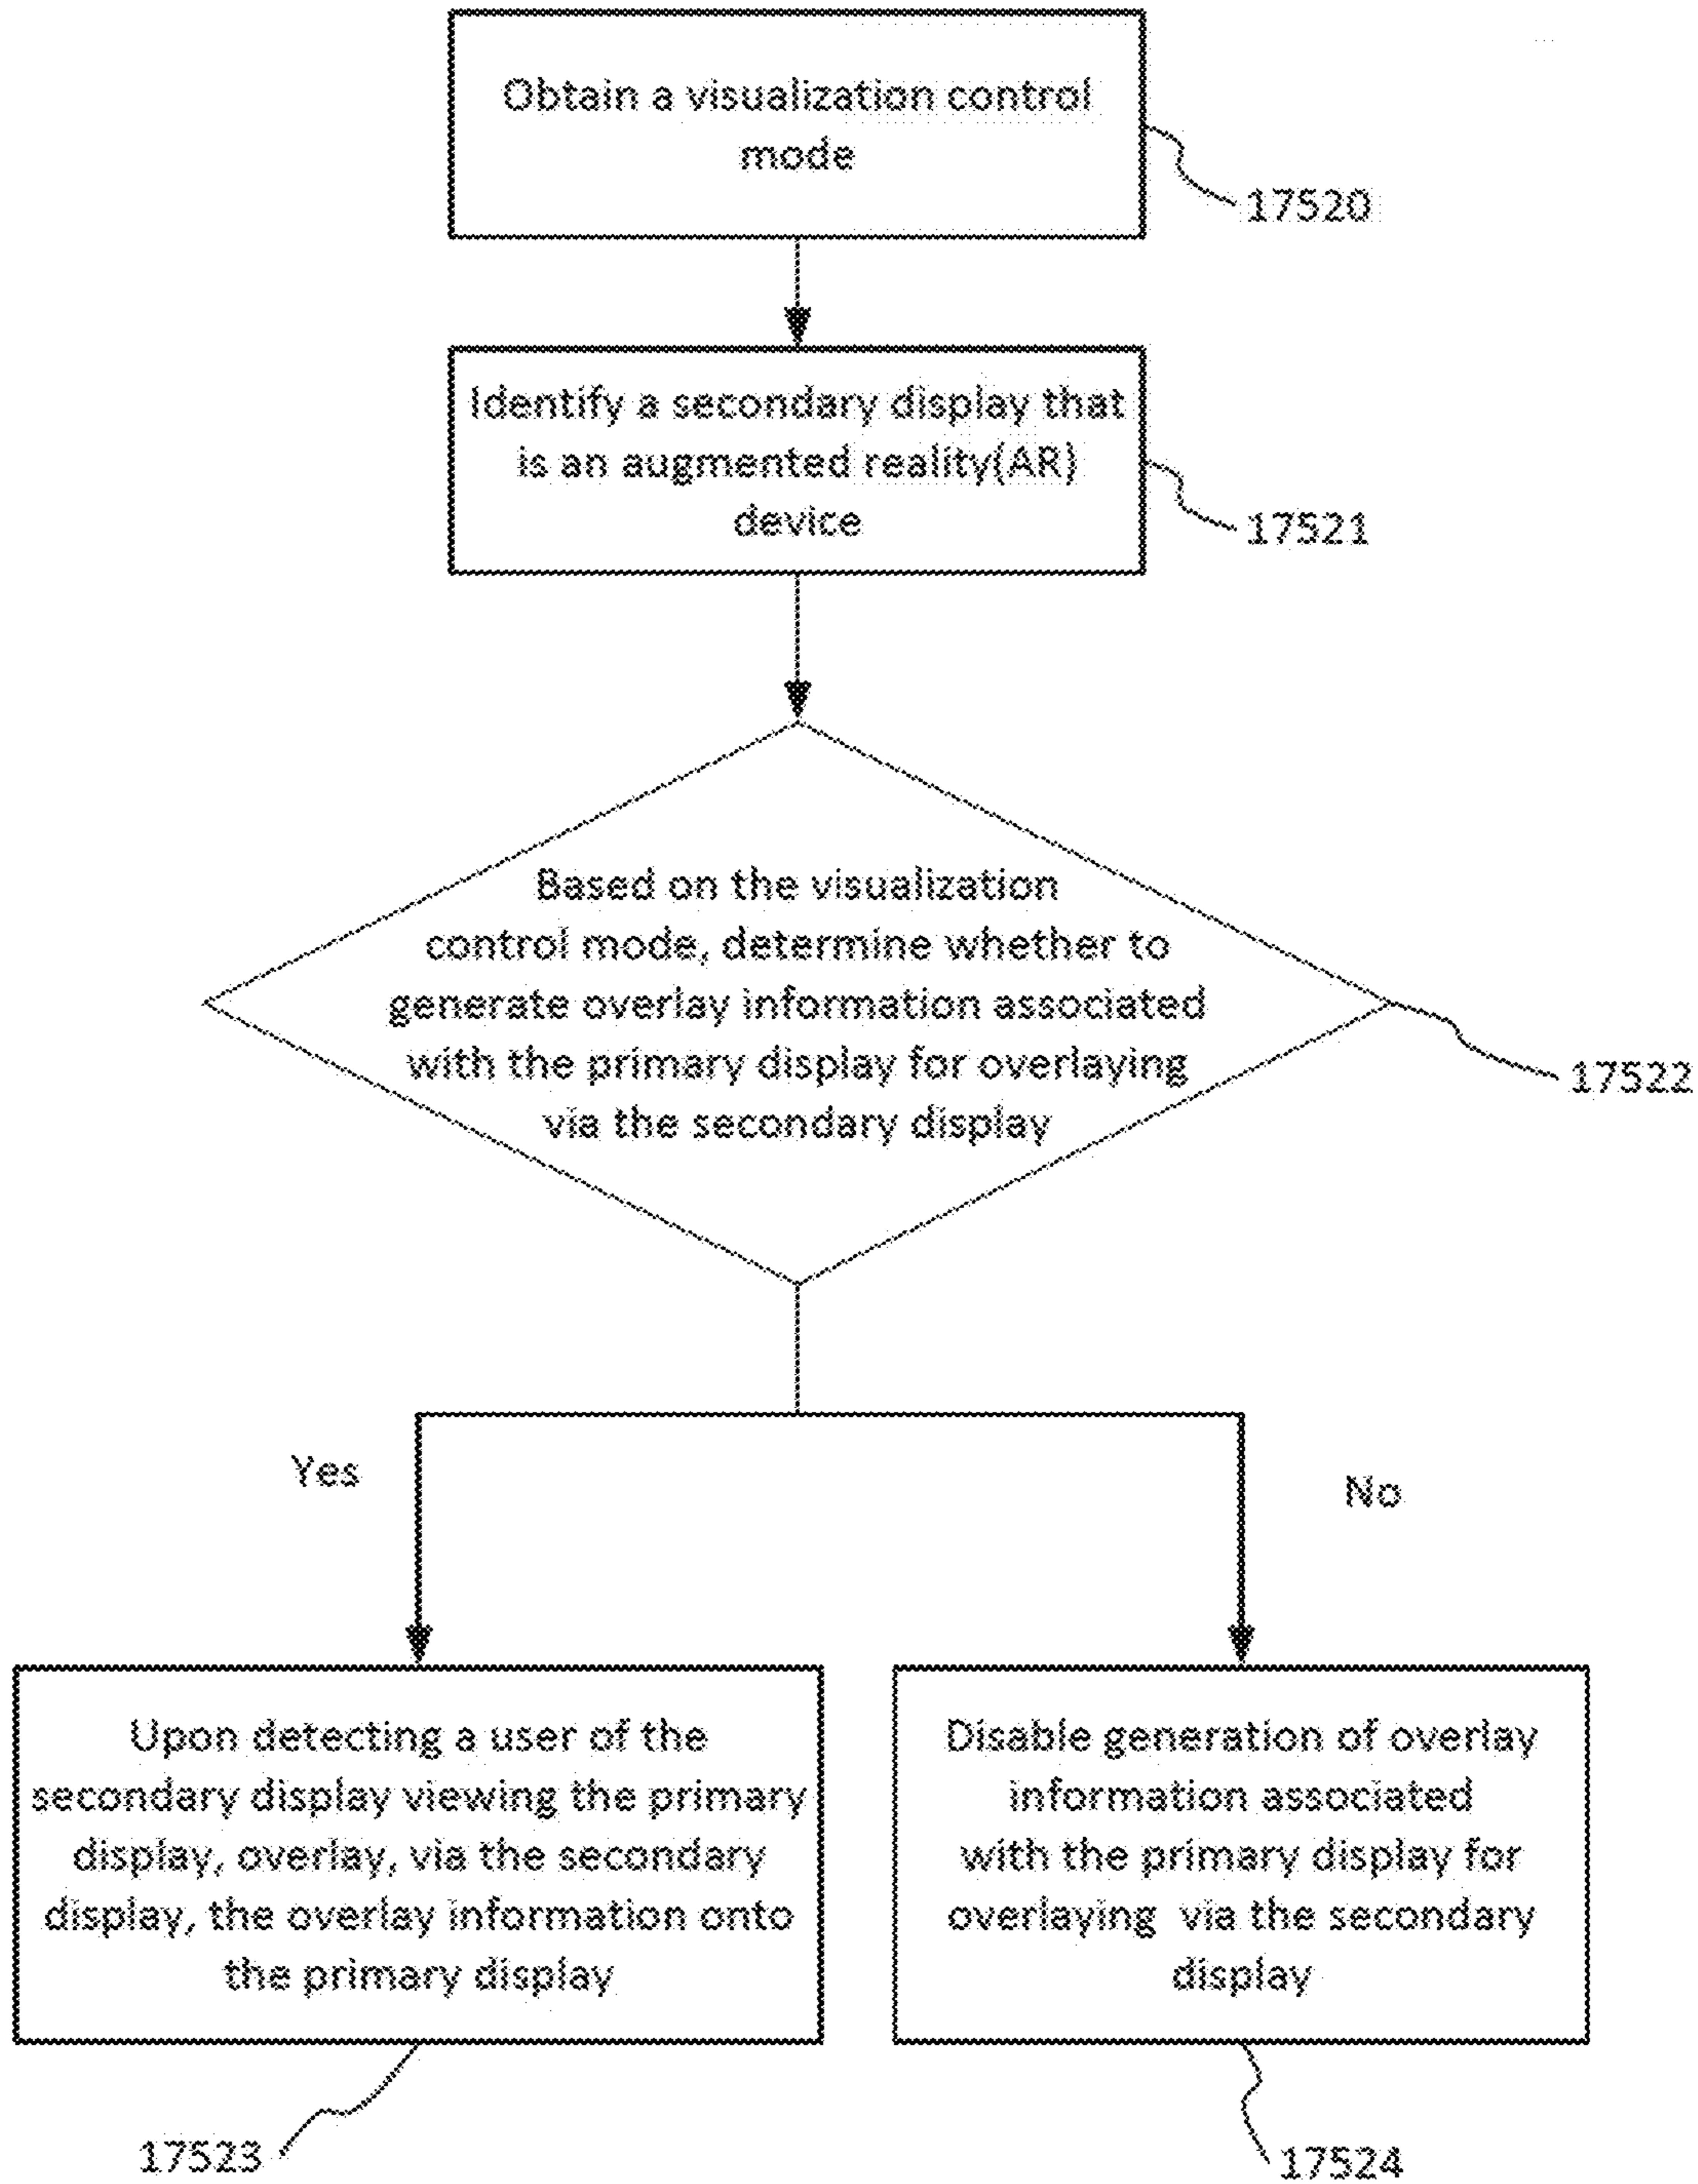 Obtain a visualization control
mode
17520
Identify a secondary display that
is an augmented reality(AR)
device
17521
Based on the visualization
control mode, determine whether to
generate overlay information associated
with the primary display for overlaying
via the secondary display
17522
Yes
No
Upon detecting a user of the
secondary display viewing the primary
display, overlay, via the secondary
display, the overlay information onto
the primary display
17523
Disable generation of overlay
information associated
with the primary display for
overlaying via the secondary
display
17524